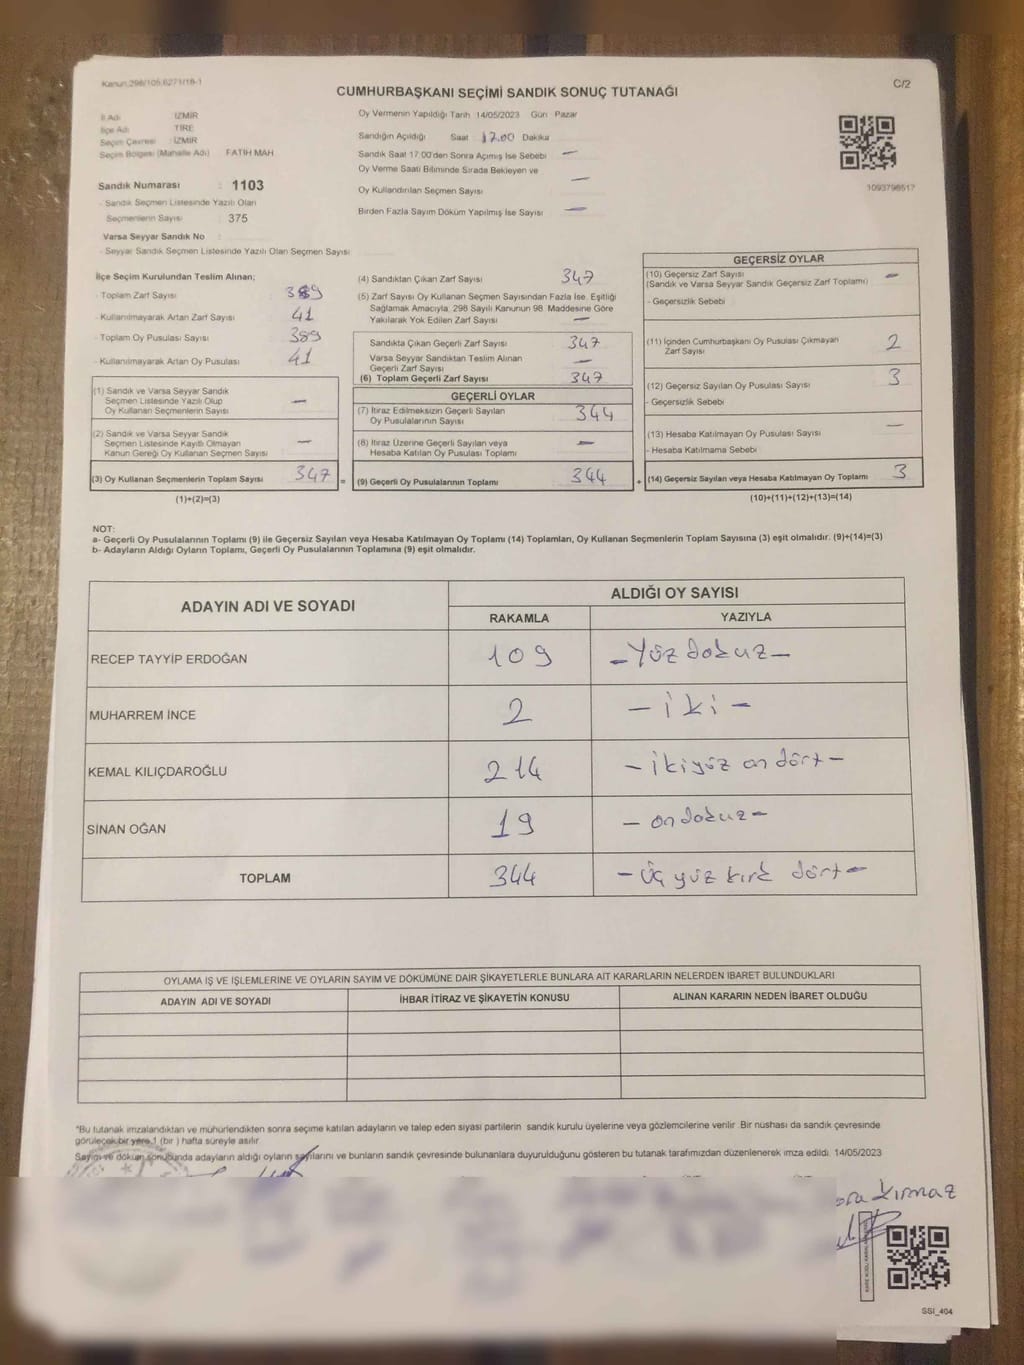 Kanun,298/105,6271/18-1
C/2
CUMHURBAŞKANI SEÇİMİ SANDIK SONUÇ TUTANAĞI
İl Adı İZMİR
İlçe Adı TİRE
Seçim Çevresi : İZMİR
Seçim Bölgesi (Mahalle Adı) FATİH MAH
Sandık Numarası : 1103
- Sandık Seçmen Listesinde Yazılı Olan
Seçmenlerin Sayısı : 375
Varsa Seyyar Sandık No :
- Seyyar Sandık Seçmen Listesinde Yazılı Olan Seçmen Sayısı
Oy Vermenin Yapıldığı Tarih 14/05/2023 Gün Pazar
Sandığın Açıldığı Saat 17.00 Dakika
Sandık Saat 17:00'den Sonra Açımış İse Sebebi —
Oy Verme Saati Bitiminde Sırada Bekleyen ve
Oy Kullandırılan Seçmen Sayısı —
Birden Fazla Sayım Döküm Yapılmış İse Sayısı —
1093798517
İlçe Seçim Kurulundan Teslim Alınan;
- Toplam Zarf Sayısı 389
- Kullanılmayarak Artan Zarf Sayısı 41
- Toplam Oy Pusulası Sayısı 389
- Kullanılmayarak Artan Oy Pusulası 41
(1) Sandık ve Varsa Seyyar Sandık
Seçmen Listesinde Yazılı Olup
Oy Kullanan Seçmenlerin Sayısı —
(2) Sandık ve Varsa Seyyar Sandık
Seçmen Listesinde Kayıtlı Olmayan
Kanun Gereği Oy Kullanan Seçmen Sayısı —
(3) Oy Kullanan Seçmenlerin Toplam Sayısı 347 =
(1)+(2)=(3)
(4) Sandıktan Çıkan Zarf Sayısı 347
(5) Zarf Sayısı Oy Kullanan Seçmen Sayısından Fazla İse, Eşitliği
Sağlamak Amacıyla, 298 Sayılı Kanunun 98. Maddesine Göre
Yakılarak Yok Edilen Zarf Sayısı —
Sandıkta Çıkan Geçerli Zarf Sayısı 347
Varsa Seyyar Sandıktan Teslim Alınan
Geçerli Zarf Sayısı —
(6) Toplam Geçerli Zarf Sayısı 347
GEÇERLİ OYLAR
(7) İtiraz Edilmeksizin Geçerli Sayılan
Oy Pusulalarının Sayısı 344
(8) İtiraz Üzerine Geçerli Sayılan veya
Hesaba Katılan Oy Pusulası Toplamı —
(9) Geçerli Oy Pusulalarının Toplamı 344 +
GEÇERSİZ OYLAR
(10) Geçersiz Zarf Sayısı —
(Sandık ve Varsa Seyyar Sandık Geçersiz Zarf Toplamı)
- Geçersizlik Sebebi
(11) İçinden Cumhurbaşkanı Oy Pusulası Çıkmayan
Zarf Sayısı 2
(12) Geçersiz Sayılan Oy Pusulası Sayısı 3
- Geçersizlik Sebebi
(13) Hesaba Katılmayan Oy Pusulası Sayısı —
- Hesaba Katılmama Sebebi
(14) Geçersiz Sayılan veya Hesaba Katılmayan Oy Toplamı 3
(10)+(11)+(12)+(13)=(14)
NOT:
a- Geçerli Oy Pusulalarının Toplamı (9) ile Geçersiz Sayılan veya Hesaba Katılmayan Oy Toplamı (14) Toplamları, Oy Kullanan Seçmenlerin Toplam Sayısına (3) eşit olmalıdır. (9)+(14)=(3)
b- Adayların Aldığı Oyların Toplamı, Geçerli Oy Pusulalarının Toplamına (9) eşit olmalıdır.
ADAYIN ADI VE SOYADI ALDIĞI OY SAYISI
RAKAMLA YAZIYLA
RECEP TAYYİP ERDOĞAN 109 –Yüz dokuz–
MUHARREM İNCE 2 – iki –
KEMAL KILIÇDAROĞLU 214 – ikiyüz on dört –
SİNAN OĞAN 19 – ondokuz –
TOPLAM 344 – Üç yüz kırk dört –
OYLAMA İŞ VE İŞLEMLERİNE VE OYLARIN SAYIM VE DÖKÜMÜNE DAİR ŞİKAYETLERLE BUNLARA AİT KARARLARIN NELERDEN İBARET BULUNDUKLARI
ADAYIN ADI VE SOYADI İHBAR İTİRAZ VE ŞİKAYETİN KONUSU ALINAN KARARIN NEDEN İBARET OLDUĞU
*Bu tutanak imzalandıktan ve mühürlendikten sonra seçime katılan adayların ve talep eden siyasi partilerin sandık kurulu üyelerine veya gözlemcilerine verilir. Bir nüshası da sandık çevresinde
görülecek bir yere 1 (bir ) hafta süreyle asılır.
Sayım ve döküm sonucunda adayların aldığı oyların sayılarını ve bunların sandık çevresinde bulunanlara duyurulduğunu gösteren bu tutanak tarafımızdan düzenlenerek imza edildi. 14/05/2023
Kırmaz
SSI_404